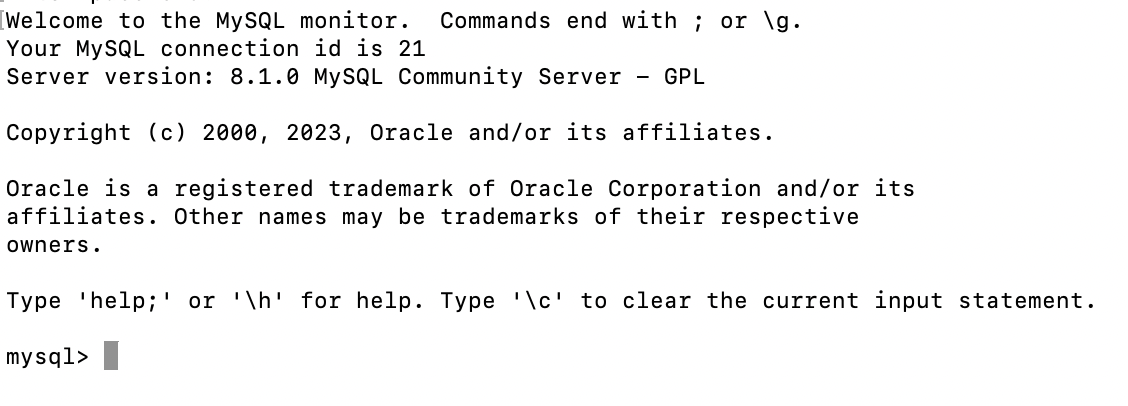 Welcome to the MySQL monitor.  Commands end with ; or \g.
Your MySQL connection id is 21
Server version: 8.1.0 MySQL Community Server – GPL
Copyright (c) 2000, 2023, Oracle and/or its affiliates.
Oracle is a registered trademark of Oracle Corporation and/or its
affiliates. Other names may be trademarks of their respective
owners.
Type 'help;' or '\h' for help. Type '\c' to clear the current input statement.
mysql>